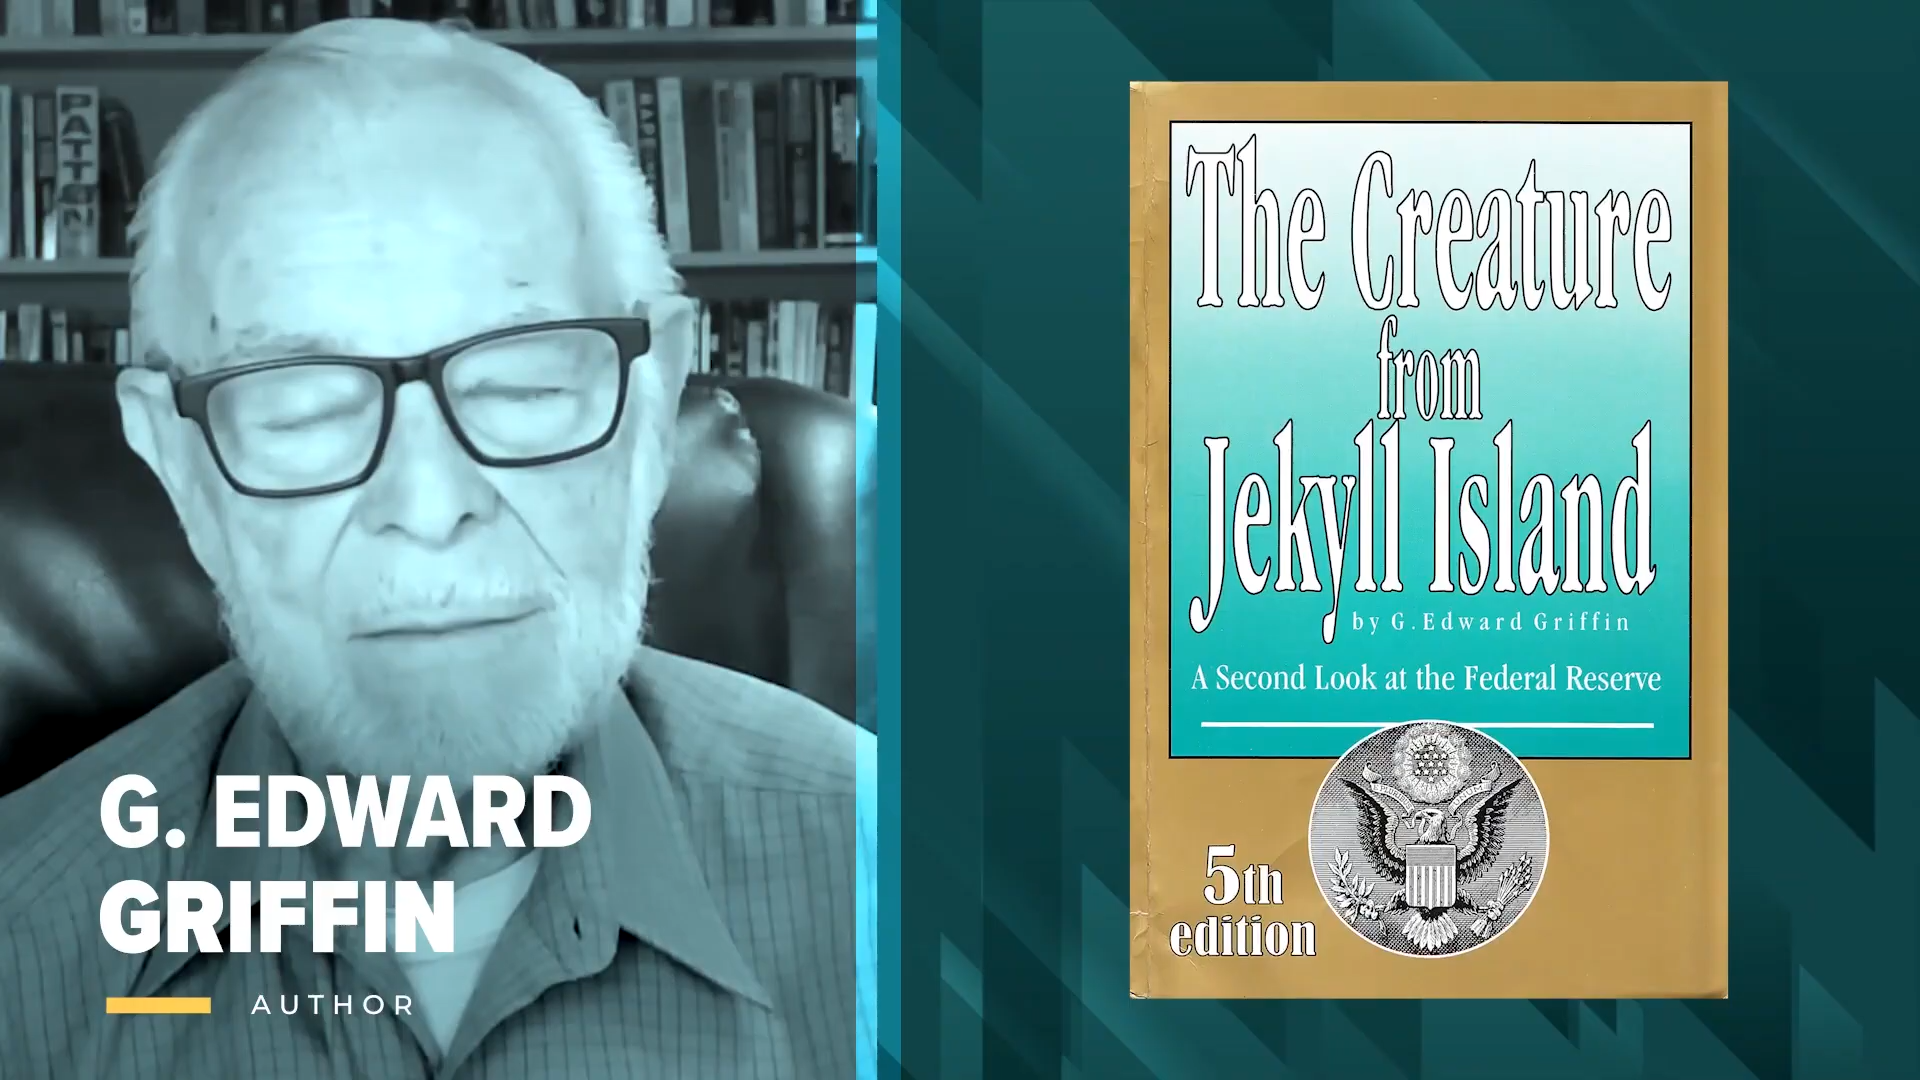 PATTON
G. EDWARD
GRIFFIN
AUTHOR
The Creature
from
Jekyll Island
by G. Edward Griffin
A Second Look at the Federal Reserve
5th
edition